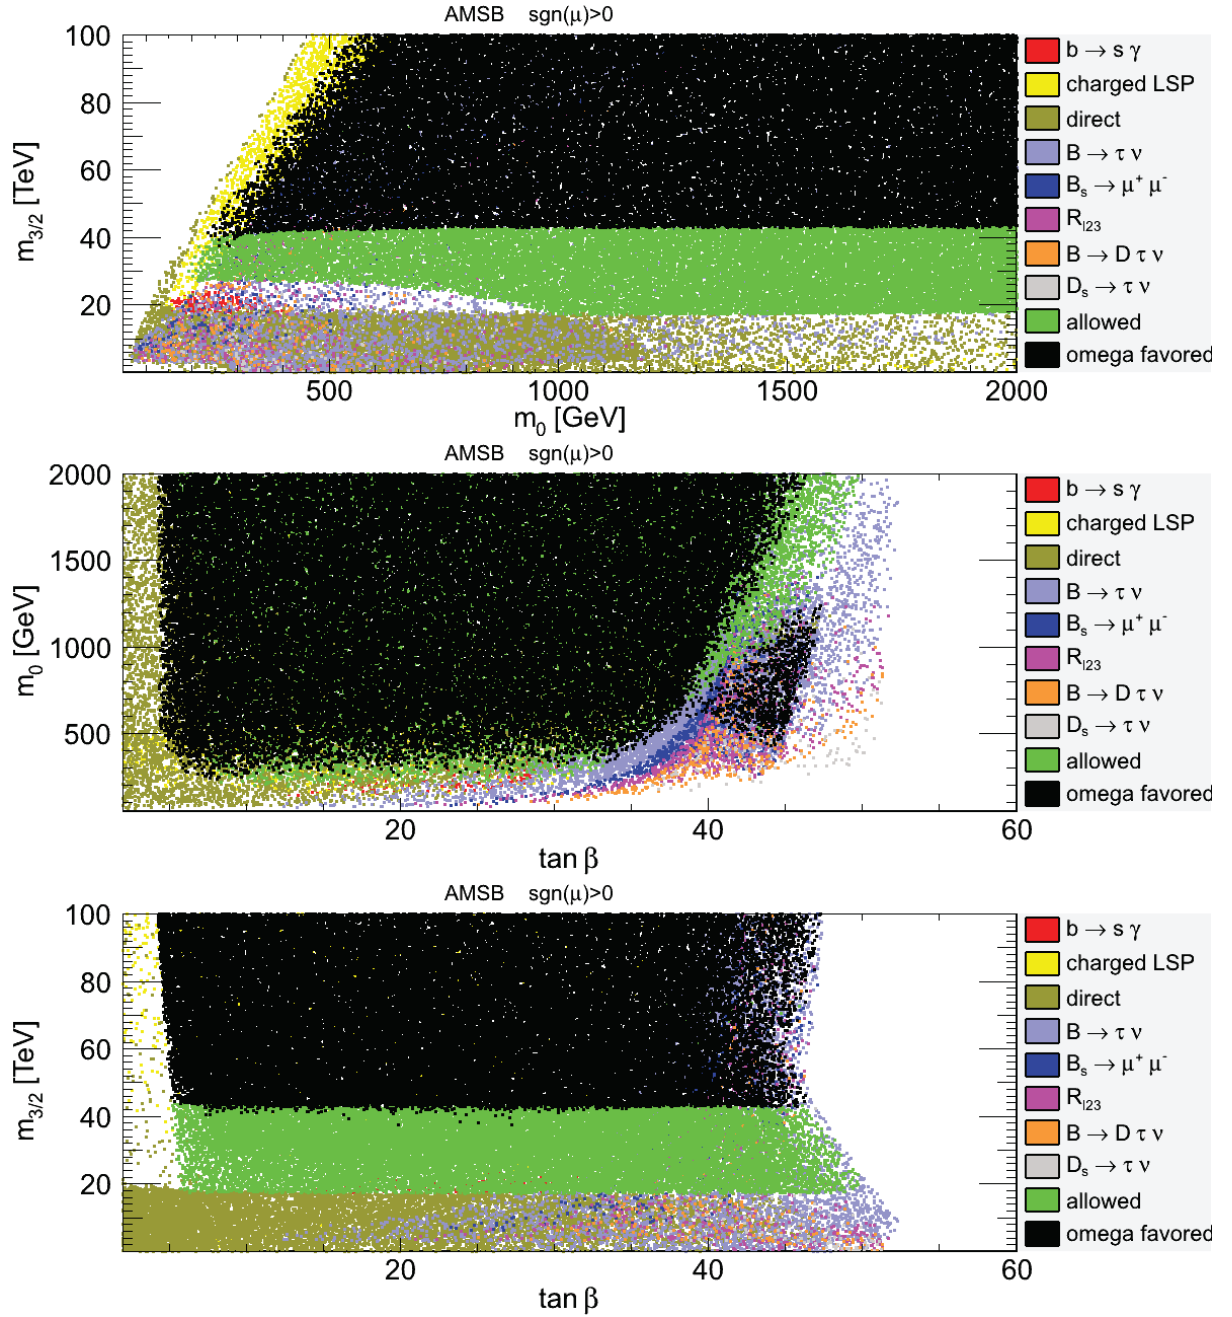 AMSB sgn(μ)>0
100
80
60
40
20
m3/2 [TeV]
500 1000 1500 2000
m0 [GeV]
b → s γ
charged LSP
direct
B → τ ν
Bs → μ+ μ-
Rl23
B → D τ ν
Ds → τ ν
allowed
omega favored
AMSB sgn(μ)>0
2000
1500
1000
500
m0 [GeV]
20 40 60
tan β
b → s γ
charged LSP
direct
B → τ ν
Bs → μ+ μ-
Rl23
B → D τ ν
Ds → τ ν
allowed
omega favored
AMSB sgn(μ)>0
100
80
60
40
20
m3/2 [TeV]
20 40 60
tan β
b → s γ
charged LSP
direct
B → τ ν
Bs → μ+ μ-
Rl23
B → D τ ν
Ds → τ ν
allowed
omega favored